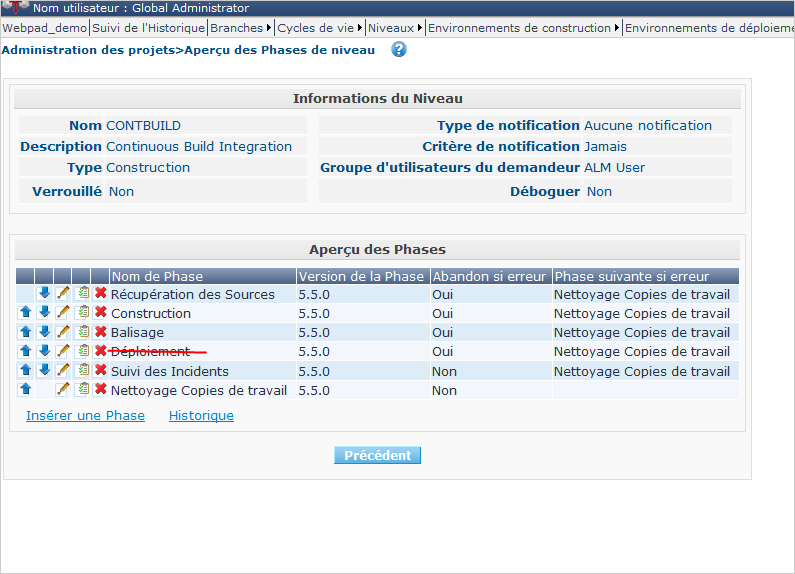 Nom utilisateur : Global Administrator
Webpad_demo Suivi de l'Historique Branches Cycles de vie Niveaux Environnements de construction Environnements de déploieme
Administration des projets>Aperçu des Phases de niveau ?
Informations du Niveau
Nom CONTBUILD Type de notification Aucune notification
Description Continuous Build Integration Critère de notification Jamais
Type Construction Groupe d'utilisateurs du demandeur ALM User
Verrouillé Non Déboguer Non
Aperçu des Phases
Nom de Phase Version de la Phase Abandon si erreur Phase suivante si erreur
Récupération des Sources 5.5.0 Oui Nettoyage Copies de travail
Construction 5.5.0 Oui Nettoyage Copies de travail
Balisage 5.5.0 Oui Nettoyage Copies de travail
Déploiement 5.5.0 Oui Nettoyage Copies de travail
Suivi des Incidents 5.5.0 Non Nettoyage Copies de travail
Nettoyage Copies de travail 5.5.0 Non
Insérer une Phase Historique
Précédent